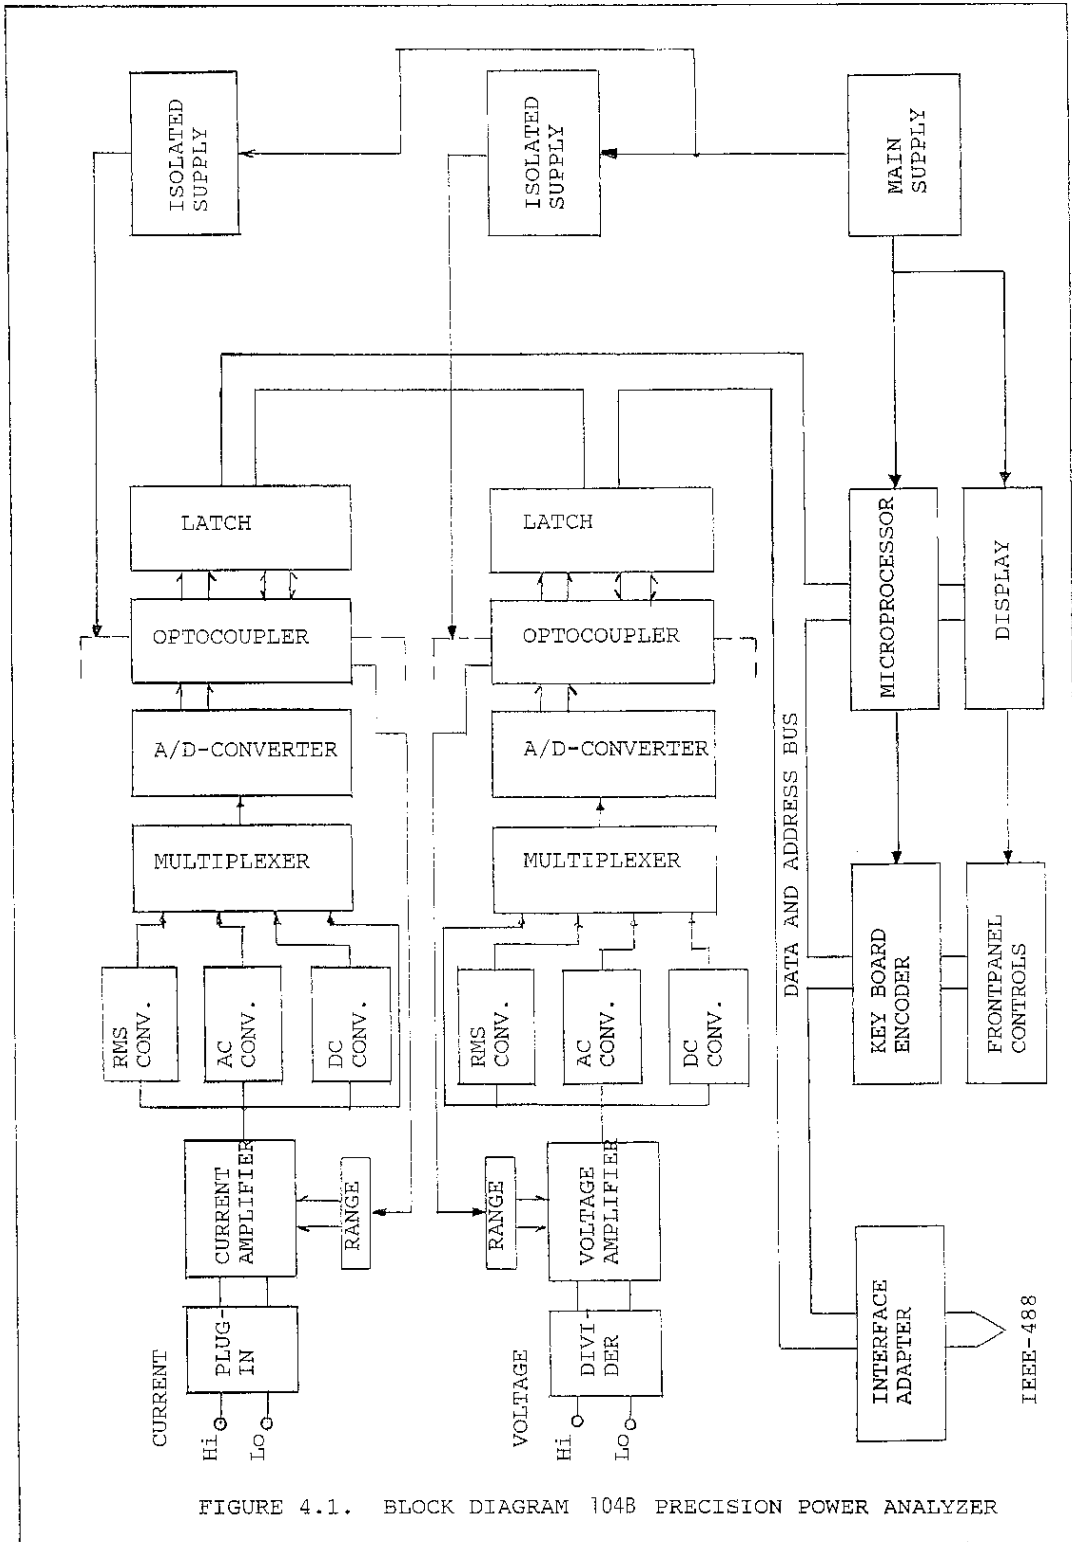 ISOLATED
SUPPLY
ISOLATED
SUPPLY
MAIN
SUPPLY
LATCH
LATCH
MICROPROCESSOR
DISPLAY
OPTOCOUPLER
OPTOCOUPLER
A/D-CONVERTER
A/D-CONVERTER
DATA AND ADDRESS BUS
MULTIPLEXER
MULTIPLEXER
KEY BOARD
ENCODER
FRONTPANEL
CONTROLS
RMS
CONV.
AC
CONV.
DC
CONV.
RMS
CONV.
AC
CONV.
DC
CONV.
CURRENT
AMPLIFIER
RANGE
RANGE
VOLTAGE
AMPLIFIER
CURRENT
PLUG-
IN
VOLTAGE
DIVI-
DER
INTERFACE
ADAPTER
IEEE-488
Hi
Lo
Hi
Lo
FIGURE 4.1. BLOCK DIAGRAM 104B PRECISION POWER ANALYZER